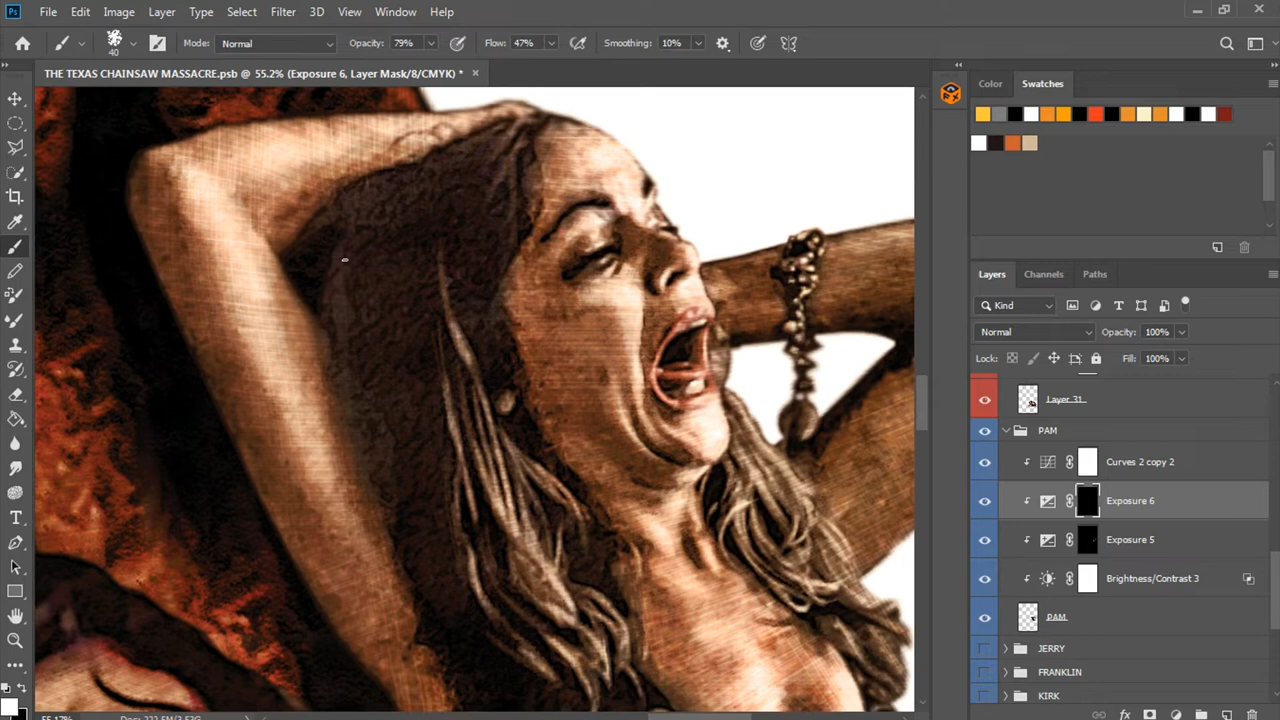 Ps File Edit Image Layer Type Select Filter 3D View Window Help
40 Mode: Normal Opacity: 79% Flow: 47% Smoothing: 10%
THE TEXAS CHAINSAW MASSACRE.psb @ 55.2% (Exposure 6, Layer Mask/8/CMYK) * ×
Color Swatches
Layers Channels Paths
Kind
Normal Opacity: 100%
Lock: Fill: 100%
Layer 31
PAM
Curves 2 copy 2
Exposure 6
Exposure 5
Brightness/Contrast 3
PAM
JERRY
FRANKLIN
KIRK
fx